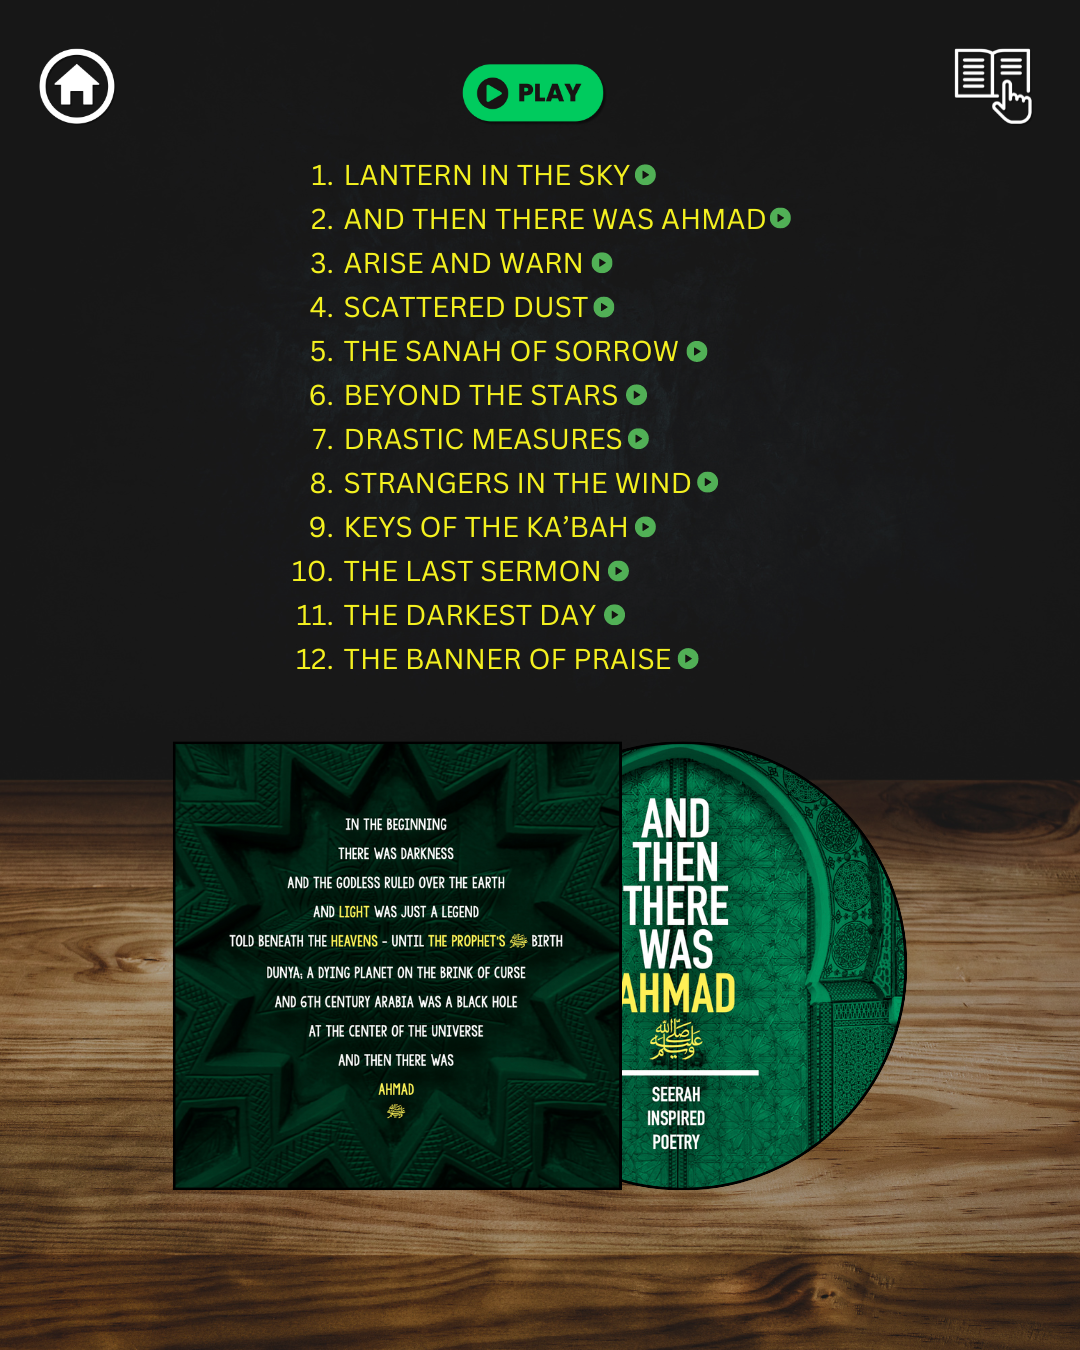 PLAY
1. LANTERN IN THE SKY
2. AND THEN THERE WAS AHMAD
3. ARISE AND WARN
4. SCATTERED DUST
5. THE SANAH OF SORROW
6. BEYOND THE STARS
7. DRASTIC MEASURES
8. STRANGERS IN THE WIND
9. KEYS OF THE KA’BAH
10. THE LAST SERMON
11. THE DARKEST DAY
12. THE BANNER OF PRAISE
IN THE BEGINNING
THERE WAS DARKNESS
AND THE GODLESS RULED OVER THE EARTH
AND LIGHT WAS JUST A LEGEND
TOLD BENEATH THE HEAVENS - UNTIL THE PROPHET'S ﷺ BIRTH
DUNYA; A DYING PLANET ON THE BRINK OF CURSE
AND 6TH CENTURY ARABIA WAS A BLACK HOLE
AT THE CENTER OF THE UNIVERSE
AND THEN THERE WAS
AHMAD
ﷺ
AND
THEN
THERE
WAS
AHMAD
ﷺ
SEERAH
INSPIRED
POETRY